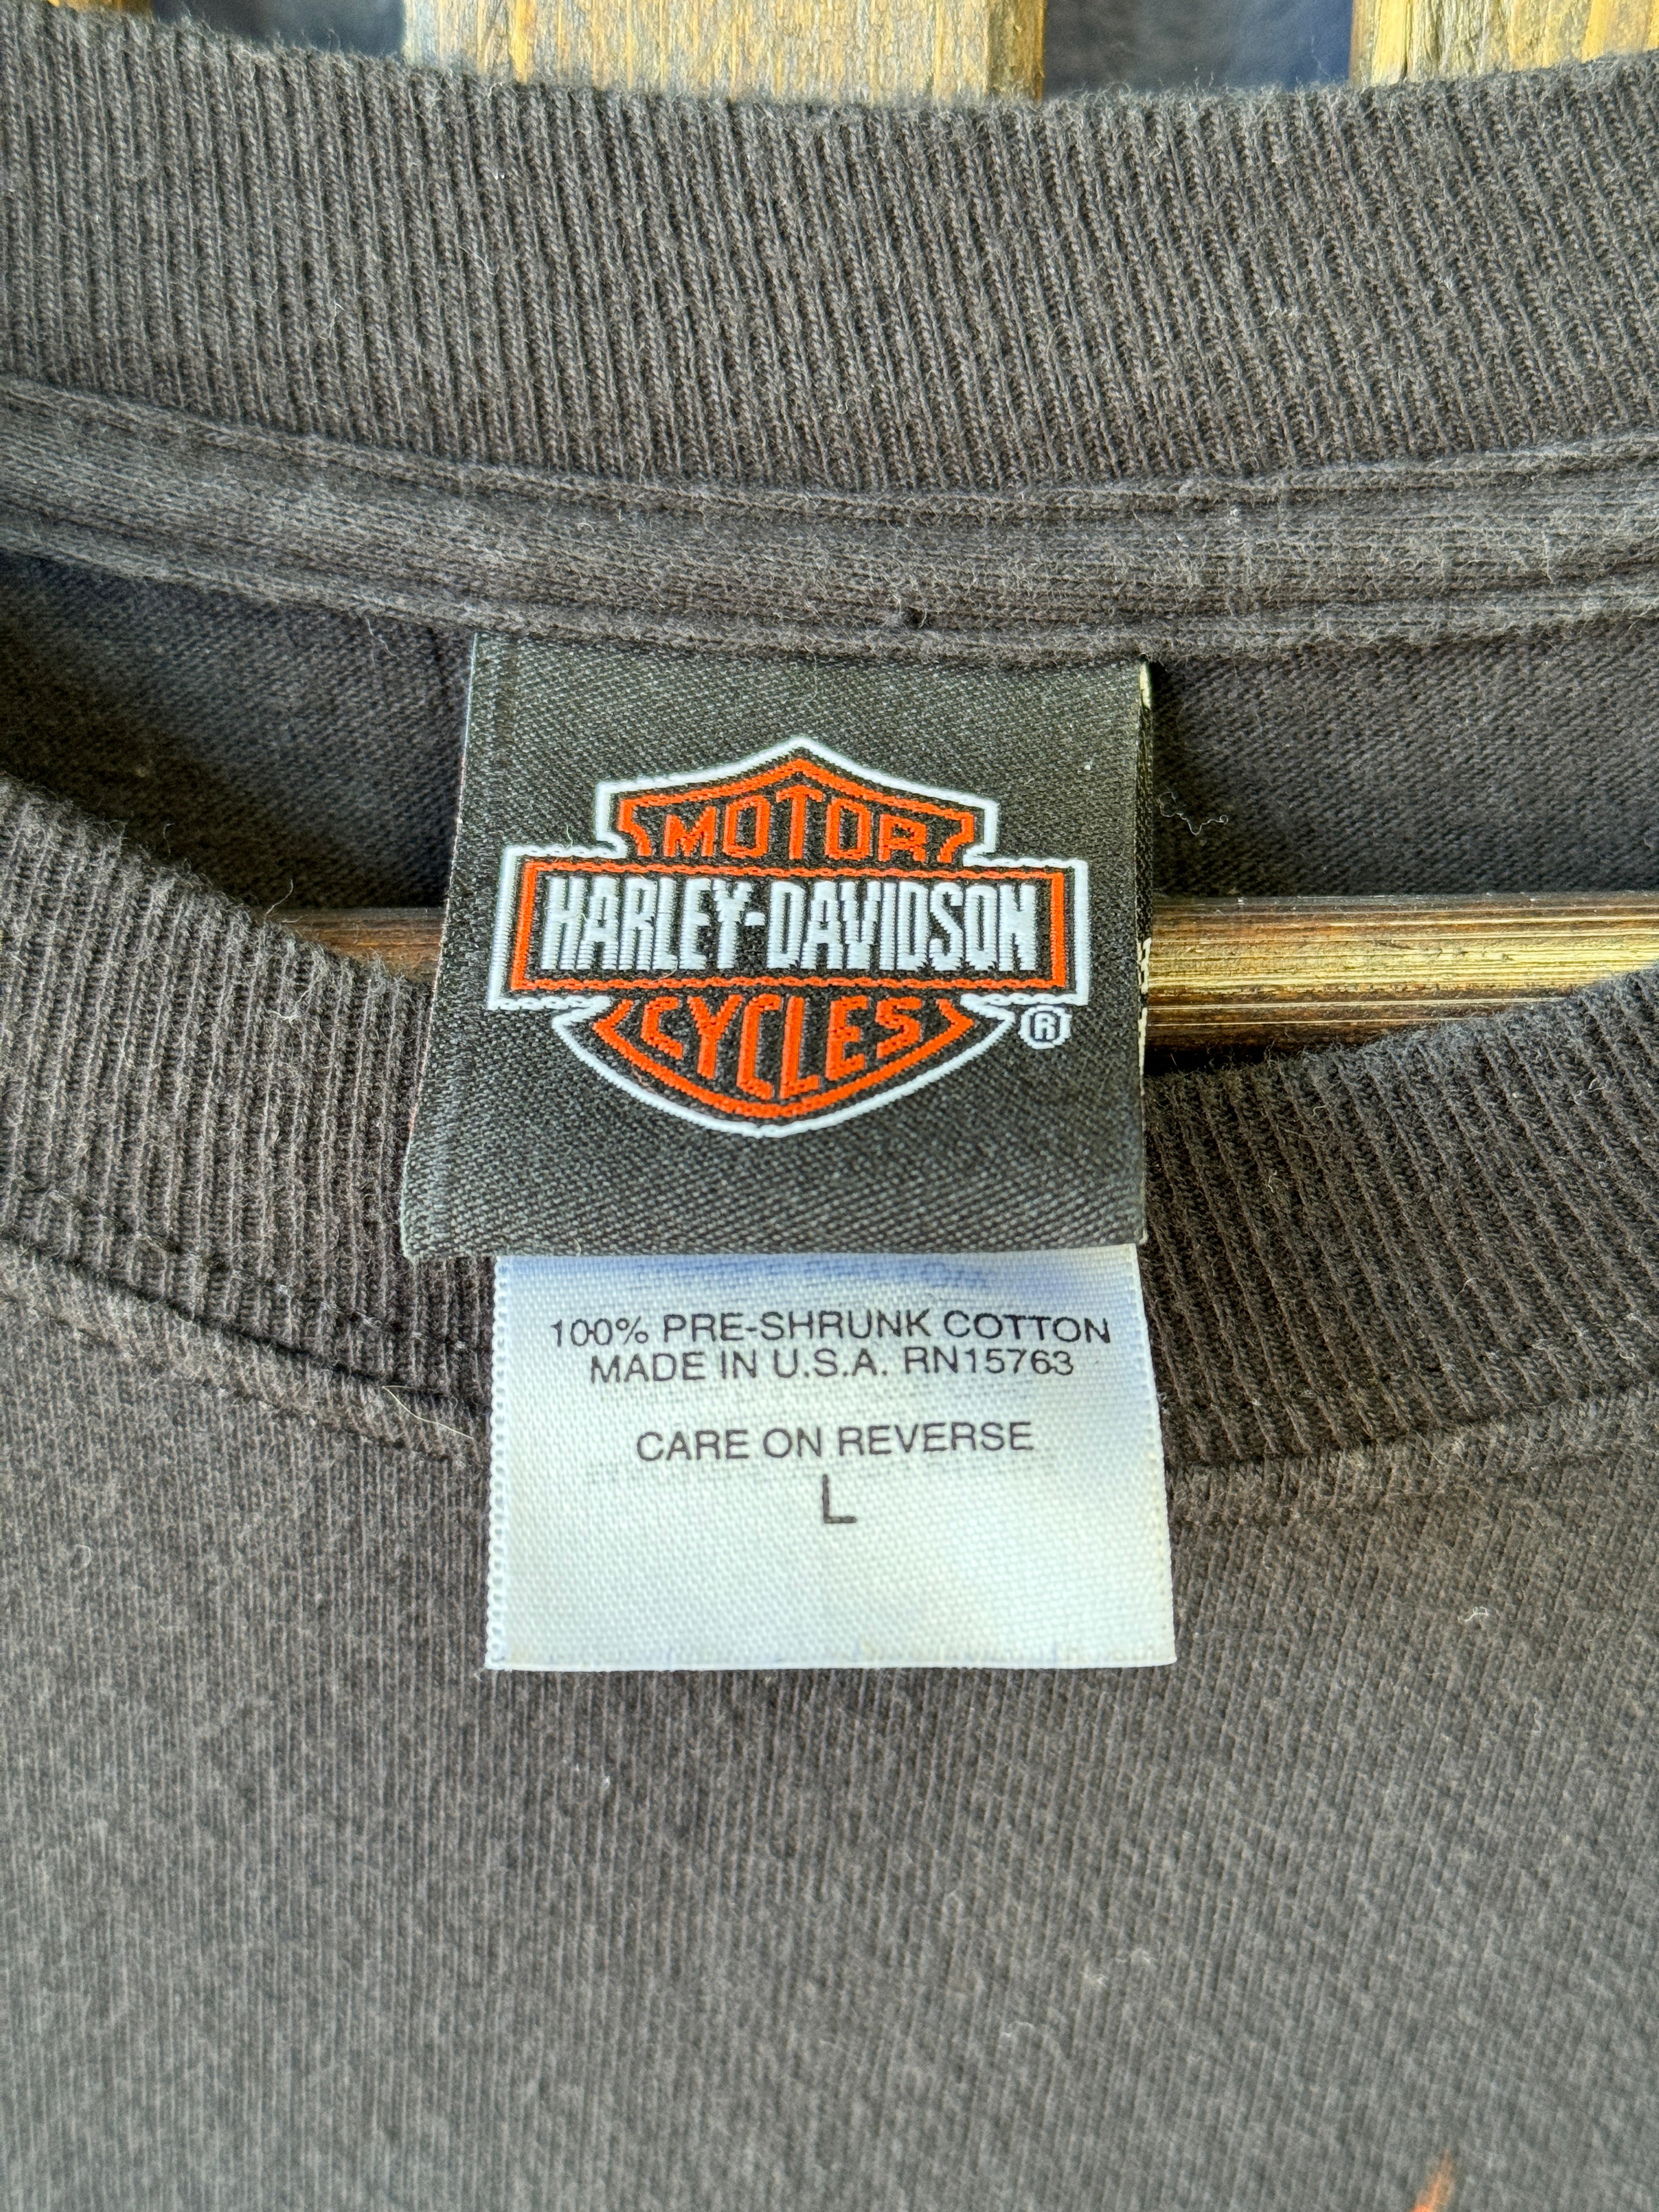 MOTOR
HARLEY-DAVIDSON
CYCLES
®
100% PRE-SHRUNK COTTON
MADE IN U.S.A. RN15763
CARE ON REVERSE
L